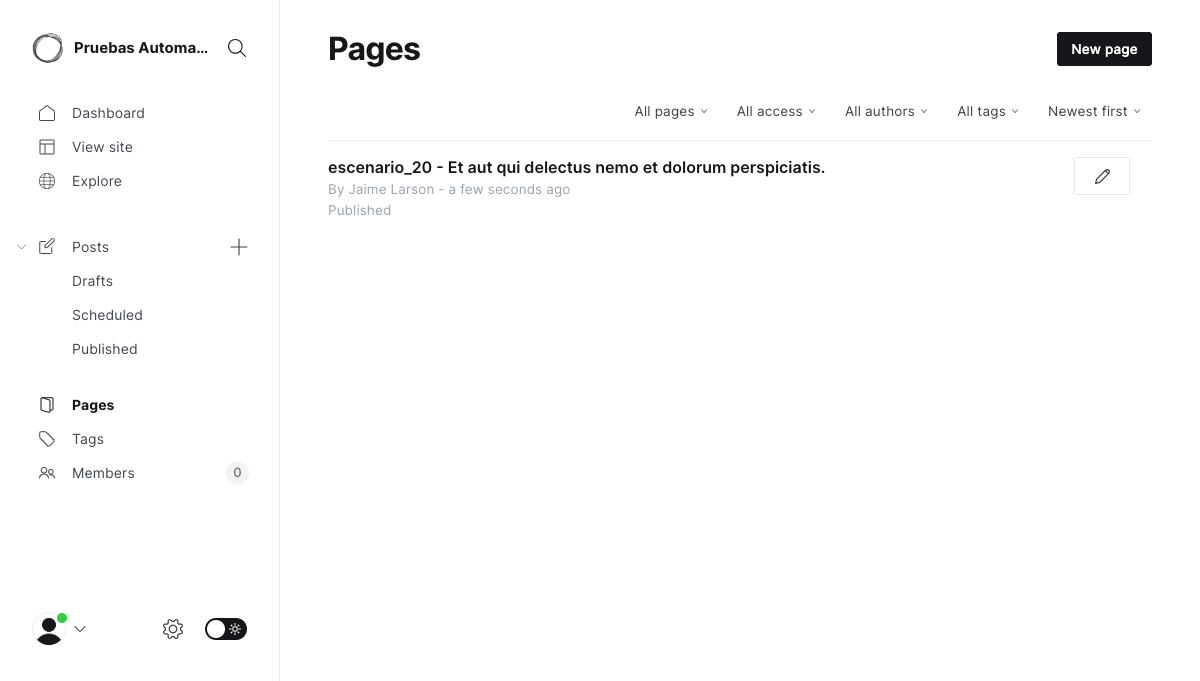 Pruebas Automa...
Dashboard
View site
Explore
Posts
Drafts
Scheduled
Published
Pages
Tags
Members
0
Pages
New page
All pages
All access
All authors
All tags
Newest first
escenario_20 - Et aut qui delectus nemo et dolorum perspiciatis.
By Jaime Larson - a few seconds ago
Published